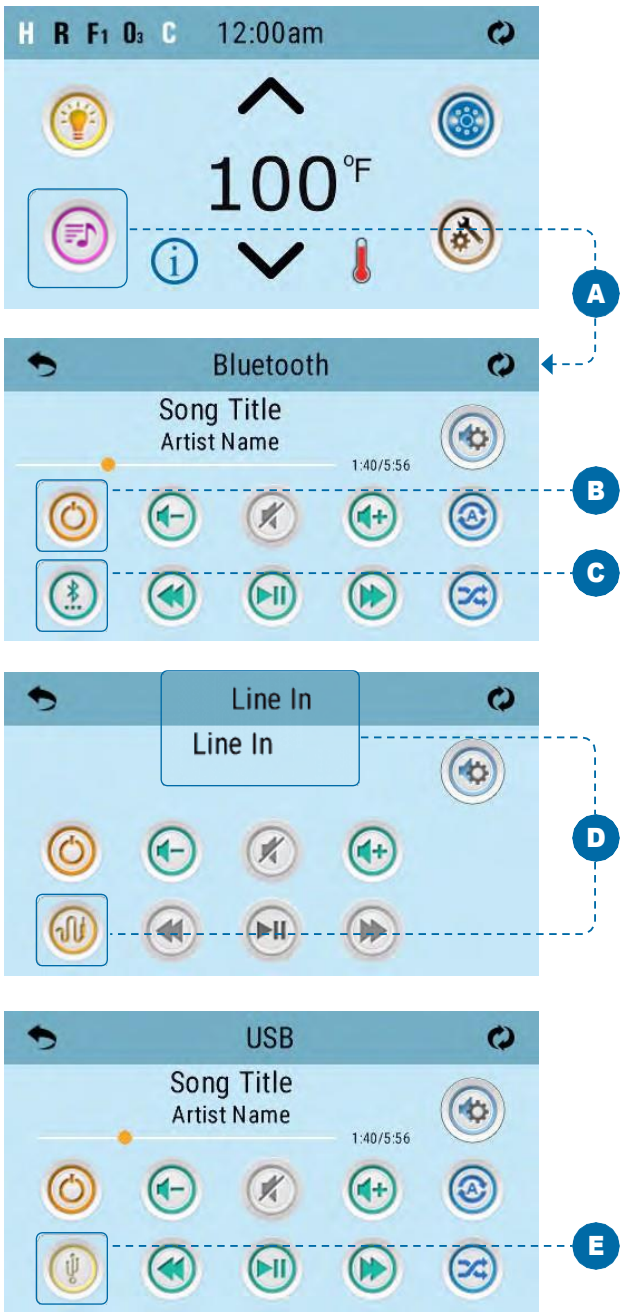 H R F1 O3 C 12:00am
100°F
i
A
Bluetooth
Song Title
Artist Name
1:40/5:56
B
A
C
Line In
Line In
D
USB
Song Title
Artist Name
1:40/5:56
A
E